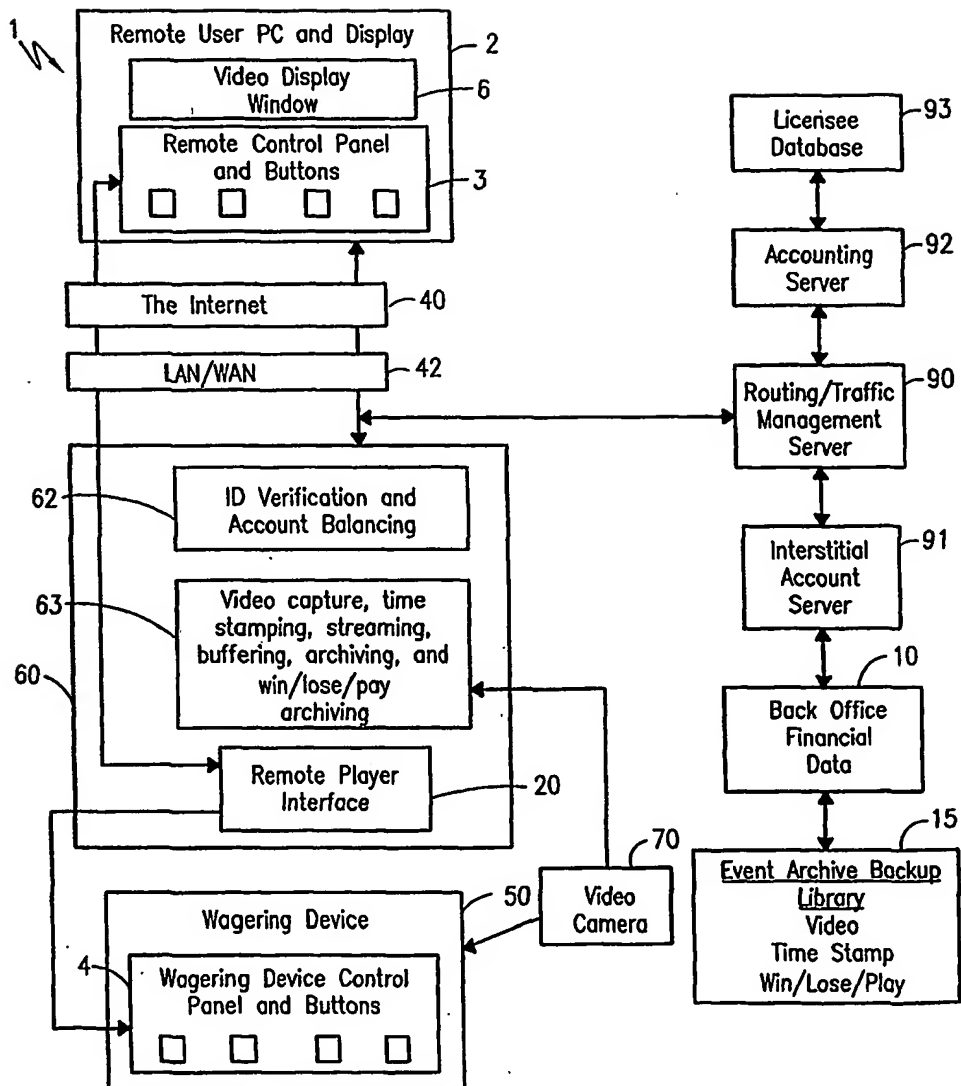 1
Remote User PC and Display
2
Video Display
Window
6
Remote Control Panel
and Buttons
3
The Internet
40
LAN/WAN
42
62
ID Verification and
Account Balancing
63
Video capture, time
stamping, streaming,
buffering, archiving, and
win/lose/pay
archiving
60
Remote Player
Interface
20
Wagering Device
50
4
Wagering Device Control
Panel and Buttons
70
Video
Camera
93
Licensee
Database
92
Accounting
Server
90
Routing/Traffic
Management
Server
91
Interstitial
Account
Server
10
Back Office
Financial
Data
15
Event Archive Backup
Library
Video
Time Stamp
Win/Lose/Play